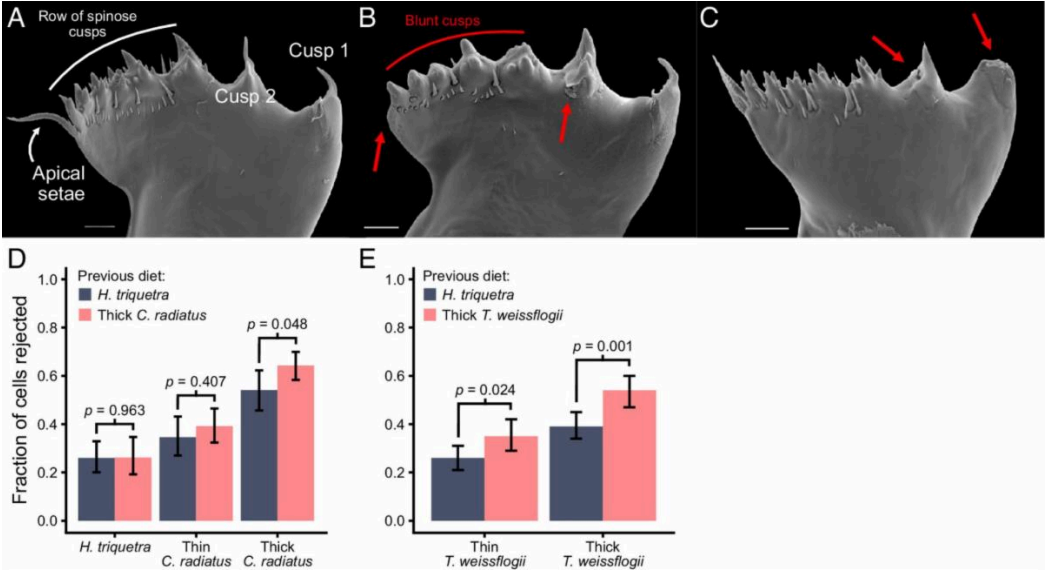 A
Row of spinose
cusps
Cusp 1
Cusp 2
Apical
setae
B
Blunt cusps
C
D
Previous diet:
H. triquetra
Thick C. radiatus
Fraction of cells rejected
1.0
0.8
0.6
0.4
0.2
0.0
p = 0.963
p = 0.407
p = 0.048
H. triquetra
Thin
C. radiatus
Thick
C. radiatus
E
Previous diet:
H. triquetra
Thick T. weissflogii
1.0
0.8
0.6
0.4
0.2
0.0
p = 0.024
p = 0.001
Thin
T. weissflogii
Thick
T. weissflogii